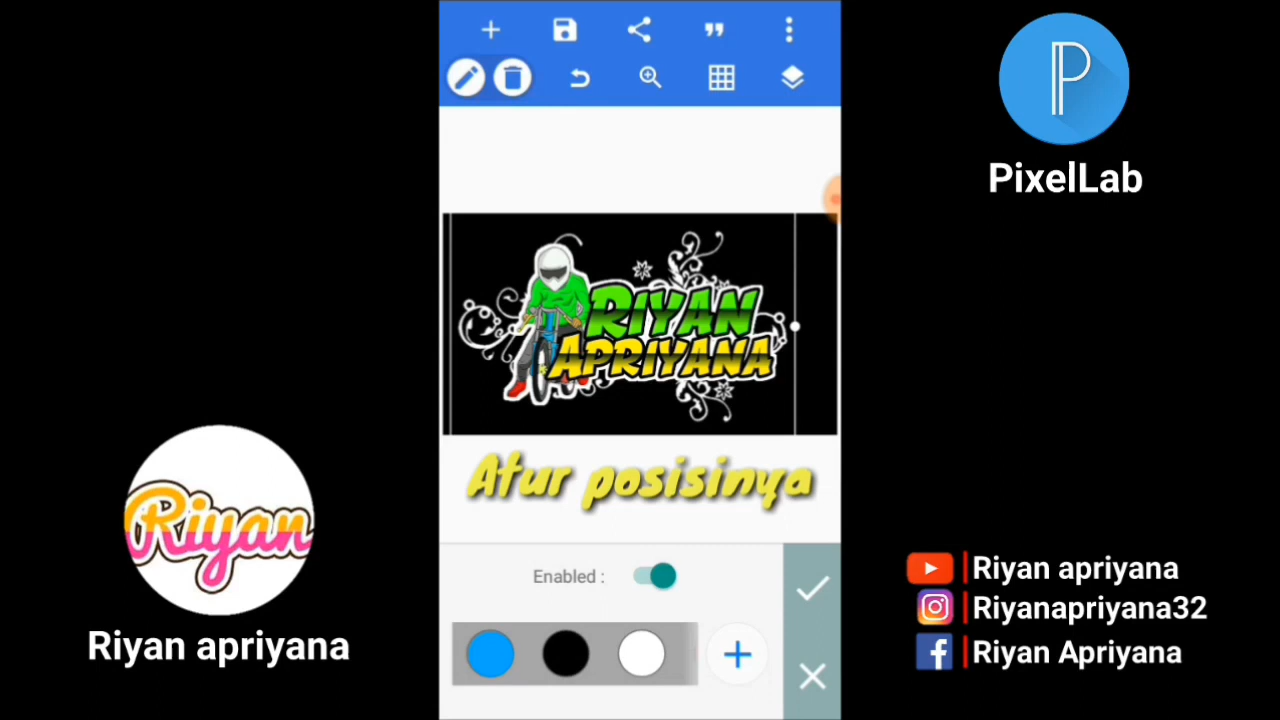 PixelLab
RIYAN
APRIYANA
Atur posisinya
Riyan
Riyan apriyana
Enabled :
Riyan apriyana
Riyanapriyana32
Riyan Apriyana